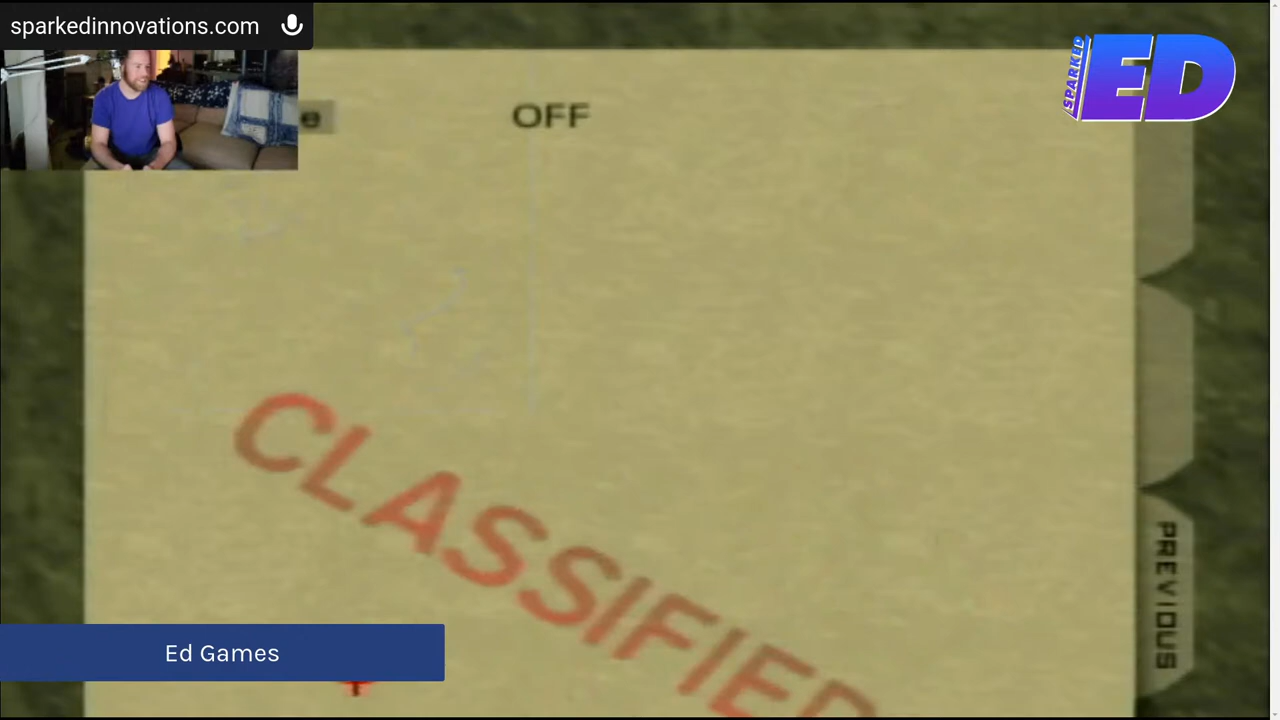 sparkedinnovations.com
SPARKED
ED
e
OFF
CLASSIFIED
PREVIOUS
Ed Games